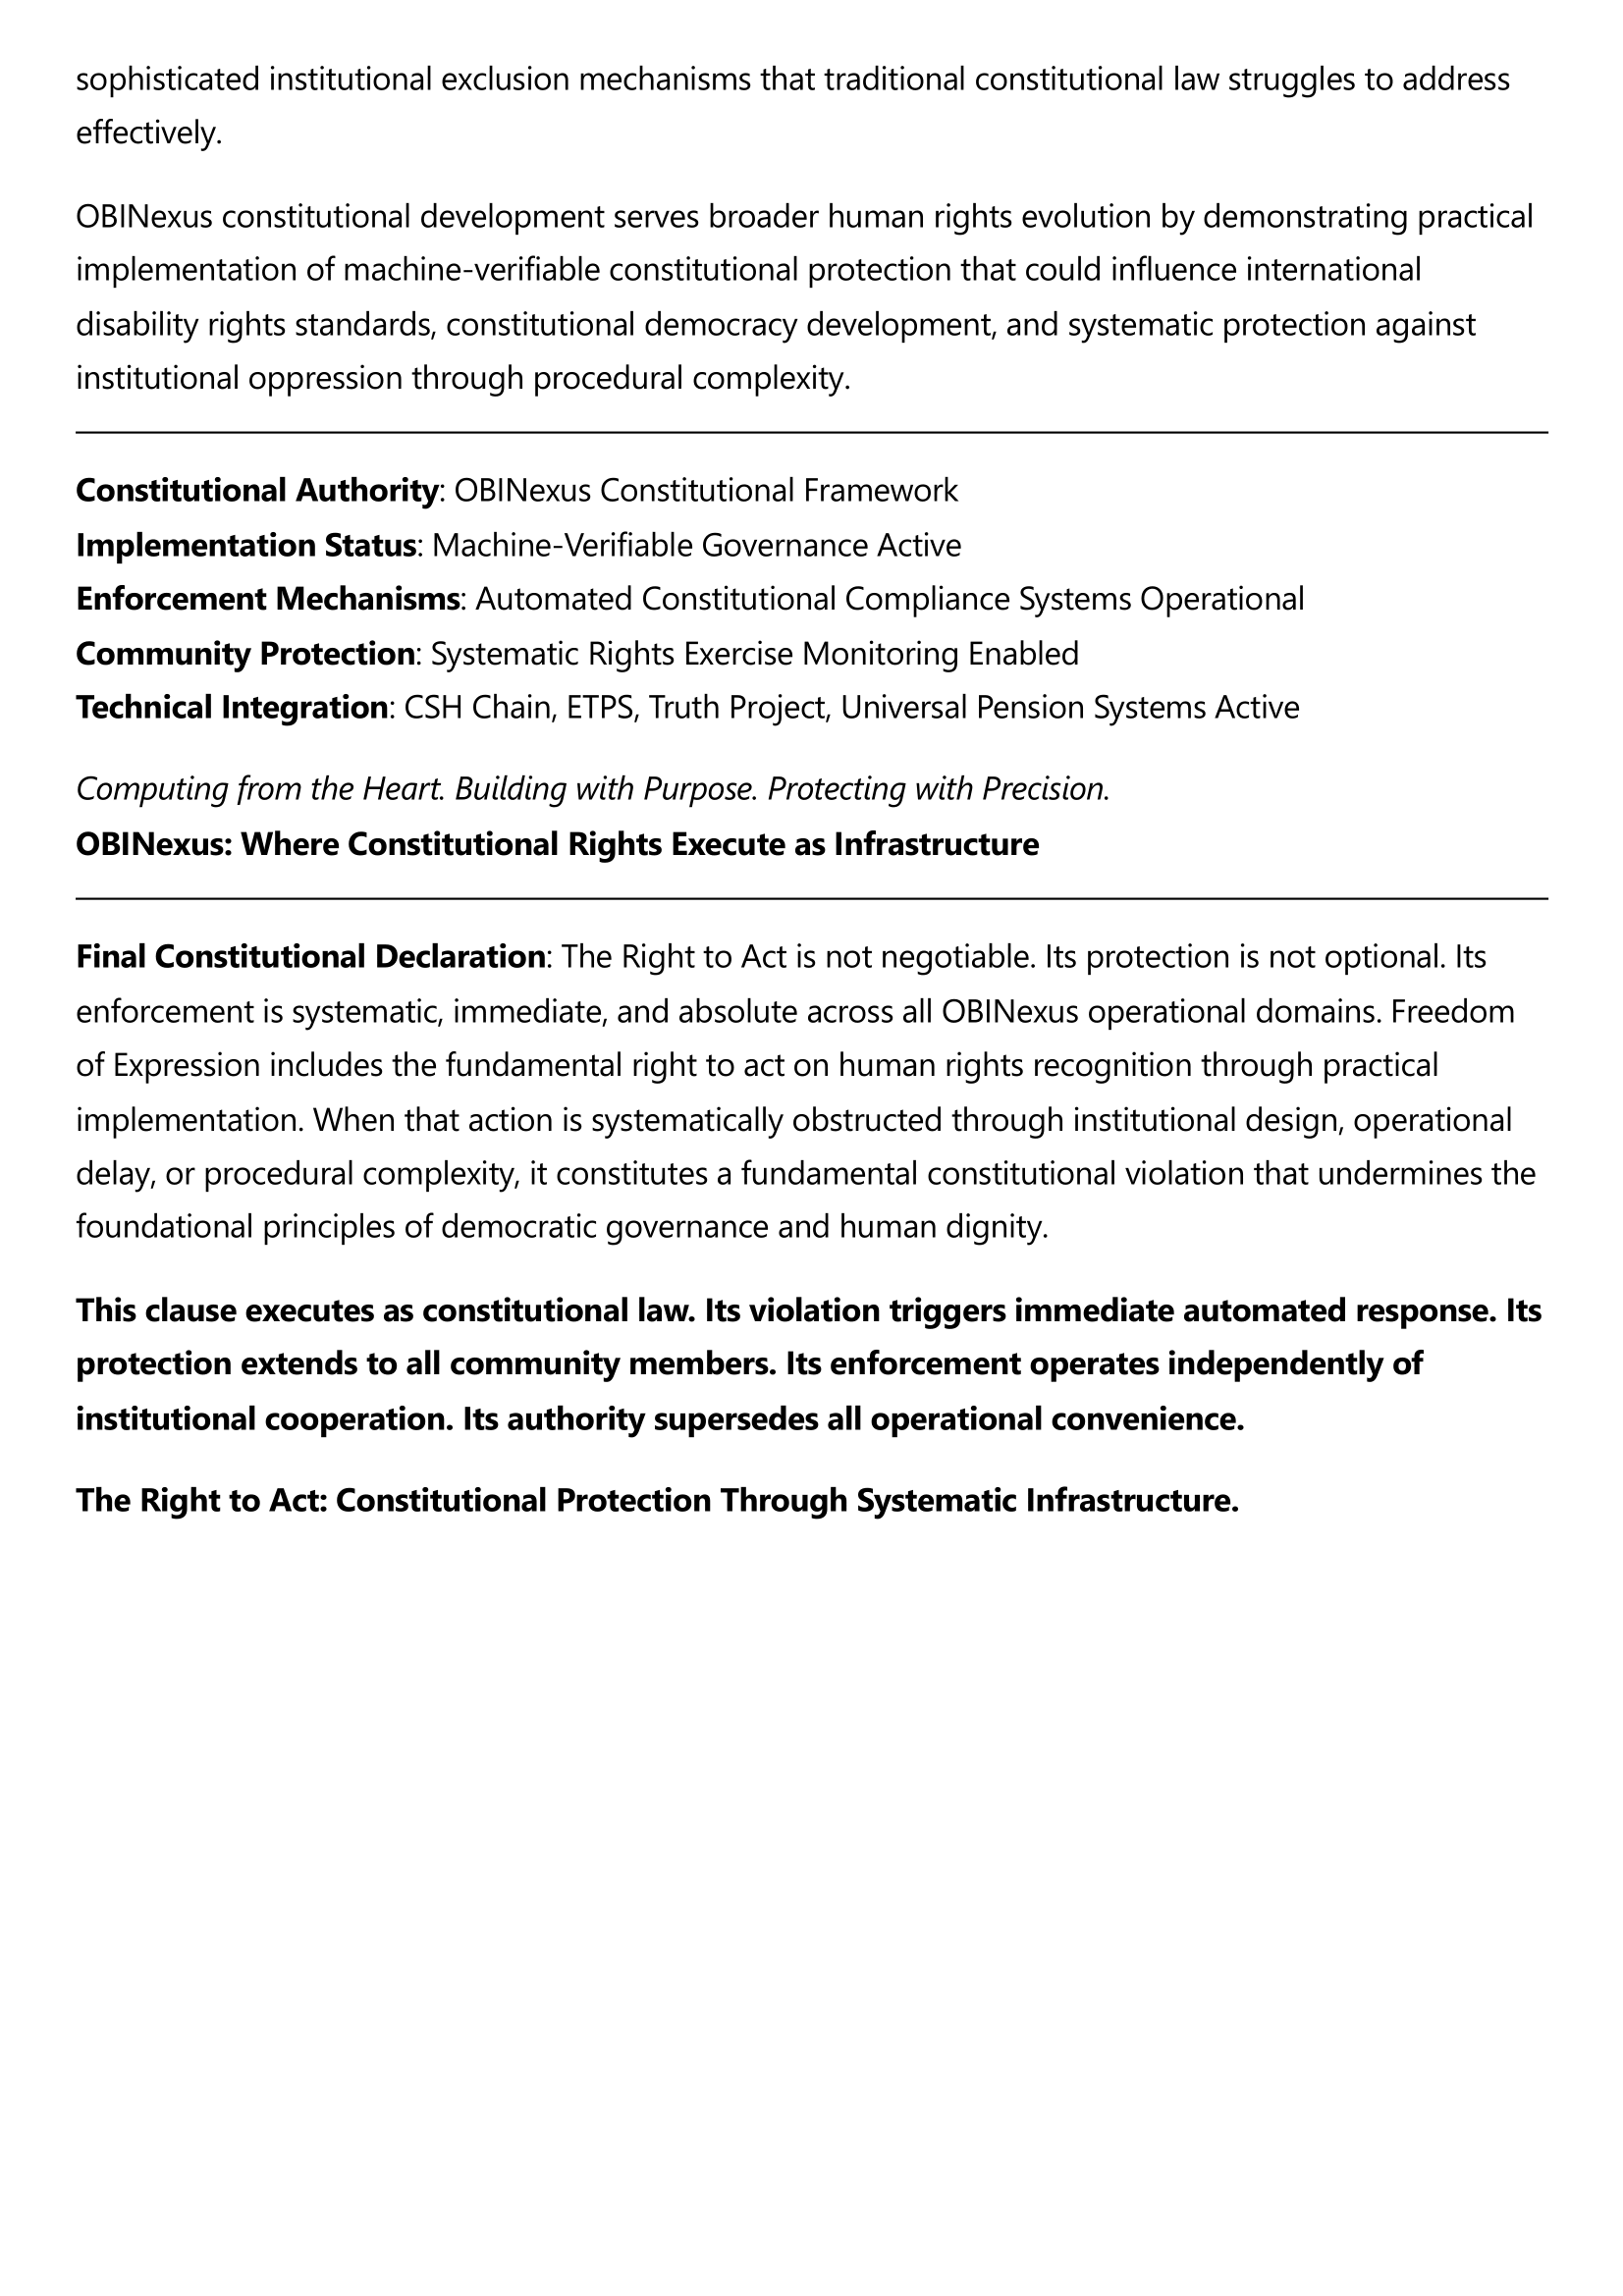 sophisticated institutional exclusion mechanisms that traditional constitutional law struggles to address
effectively.
OBINexus constitutional development serves broader human rights evolution by demonstrating practical
implementation of machine-verifiable constitutional protection that could influence international
disability rights standards, constitutional democracy development, and systematic protection against
institutional oppression through procedural complexity.
Constitutional Authority: OBINexus Constitutional Framework
Implementation Status: Machine-Verifiable Governance Active
Enforcement Mechanisms: Automated Constitutional Compliance Systems Operational
Community Protection: Systematic Rights Exercise Monitoring Enabled
Technical Integration: CSH Chain, ETPS, Truth Project, Universal Pension Systems Active
Computing from the Heart. Building with Purpose. Protecting with Precision.
OBINexus: Where Constitutional Rights Execute as Infrastructure
Final Constitutional Declaration: The Right to Act is not negotiable. Its protection is not optional. Its
enforcement is systematic, immediate, and absolute across all OBINexus operational domains. Freedom
of Expression includes the fundamental right to act on human rights recognition through practical
implementation. When that action is systematically obstructed through institutional design, operational
delay, or procedural complexity, it constitutes a fundamental constitutional violation that undermines the
foundational principles of democratic governance and human dignity.
This clause executes as constitutional law. Its violation triggers immediate automated response. Its
protection extends to all community members. Its enforcement operates independently of
institutional cooperation. Its authority supersedes all operational convenience.
The Right to Act: Constitutional Protection Through Systematic Infrastructure.